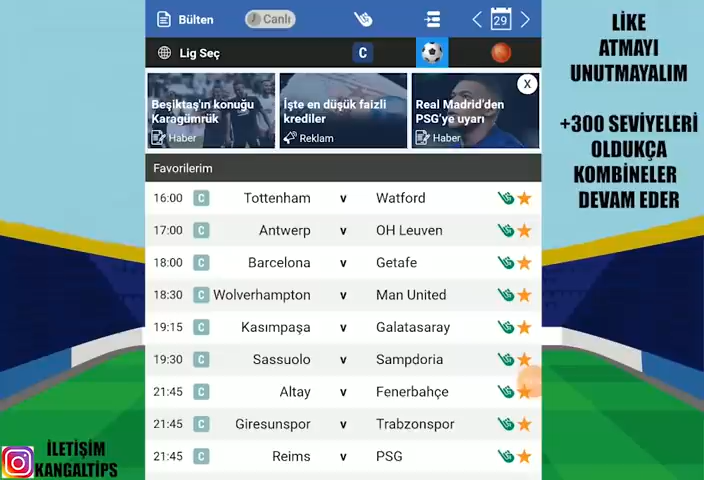 Bülten
Canlı
29
Lig Seç
C
Beşiktaş'ın konuğu
Karagümrük
Haber
İşte en düşük faizli
krediler
Reklam
Real Madrid'den
PSG'ye uyarı
Haber
X
Favorilerim
16:00 C Tottenham v Watford
17:00 C Antwerp v OH Leuven
18:00 C Barcelona v Getafe
18:30 C Wolverhampton v Man United
19:15 C Kasımpaşa v Galatasaray
19:30 C Sassuolo v Sampdoria
21:45 C Altay v Fenerbahçe
21:45 C Giresunspor v Trabzonspor
21:45 C Reims v PSG
LİKE
ATMAYI
UNUTMAYALIM
+300 SEVİYELERİ
OLDUKÇA
KOMBİNELER
DEVAM EDER
İLETİŞİM
KANGALTİPS